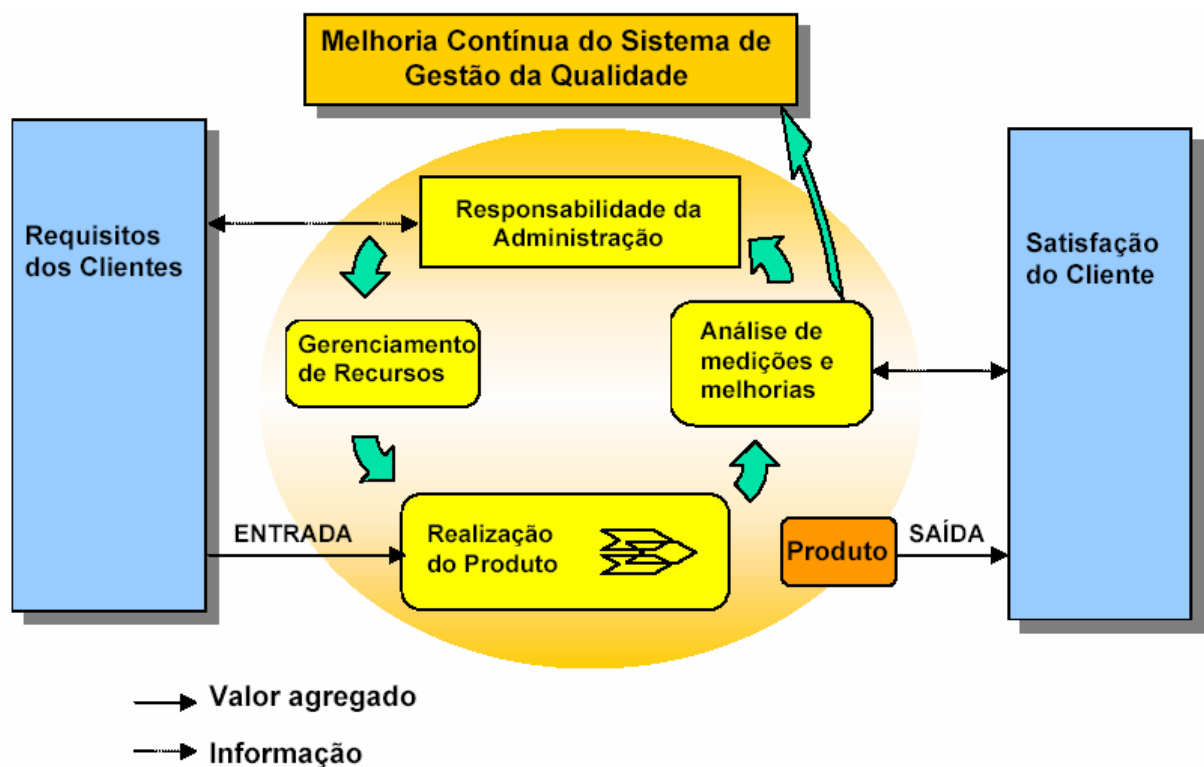 Melhoria Contínua do Sistema de
Gestão da Qualidade
Requisitos
dos Clientes
Responsabilidade da
Administração
Satisfação
do Cliente
Gerenciamento
de Recursos
Análise de
medições e
melhorias
ENTRADA
Realização
do Produto
Produto
SAÍDA
Valor agregado
Informação